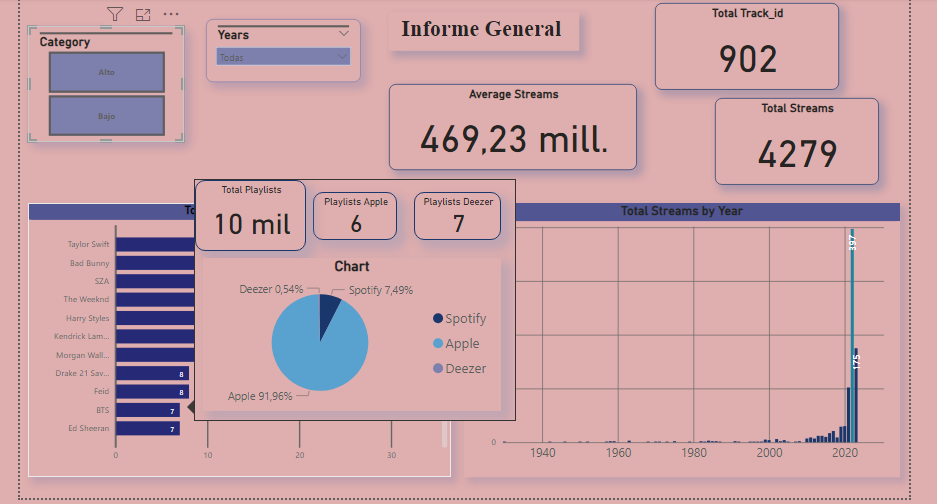 Category
Alto
Bajo
Years
Todas
Informe General
Total Track_id
902
Average Streams
469,23 mill.
Total Streams
4279
Total Playlists
10 mil
Playlists Apple
6
Playlists Deezer
7
Chart
Deezer 0,54%
Spotify 7,49%
Apple 91,96%
Spotify
Apple
Deezer
Taylor Swift
Bad Bunny
SZA
The Weeknd
Harry Styles
Kendrick Lam...
Morgan Wall...
Drake 21 Sav...
8
Feid
8
BTS
7
Ed Sheeran
7
0
10
20
30
Total Streams by Year
397
175
0
1940
1960
1980
2000
2020